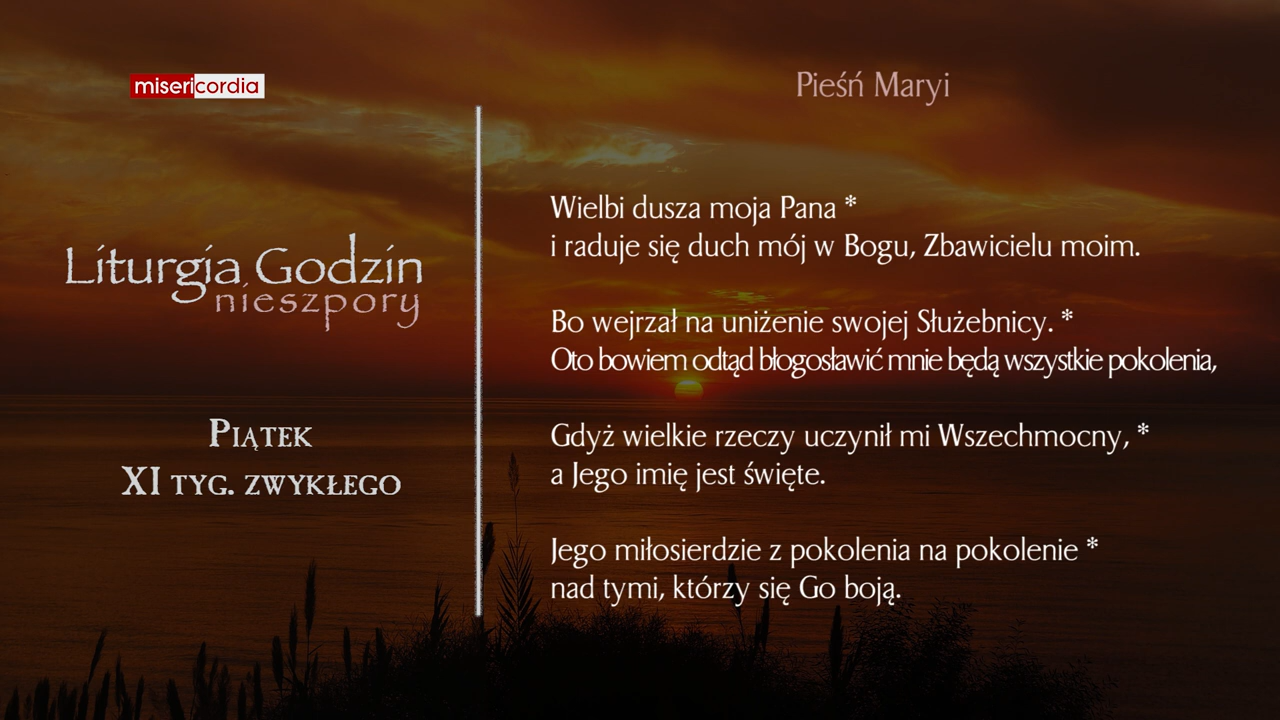 misericordia
Liturgia Godzin
nieszpory
Piątek
XI tyg. zwykłego
Pieśń Maryi
Wielbi dusza moja Pana *
i raduje się duch mój w Bogu, Zbawicielu moim.
Bo wejrzał na uniżenie swojej Służebnicy. *
Oto bowiem odtąd błogosławić mnie będą wszystkie pokolenia,
Gdyż wielkie rzeczy uczynił mi Wszechmocny, *
a Jego imię jest święte.
Jego miłosierdzie z pokolenia na pokolenie *
nad tymi, którzy się Go boją.